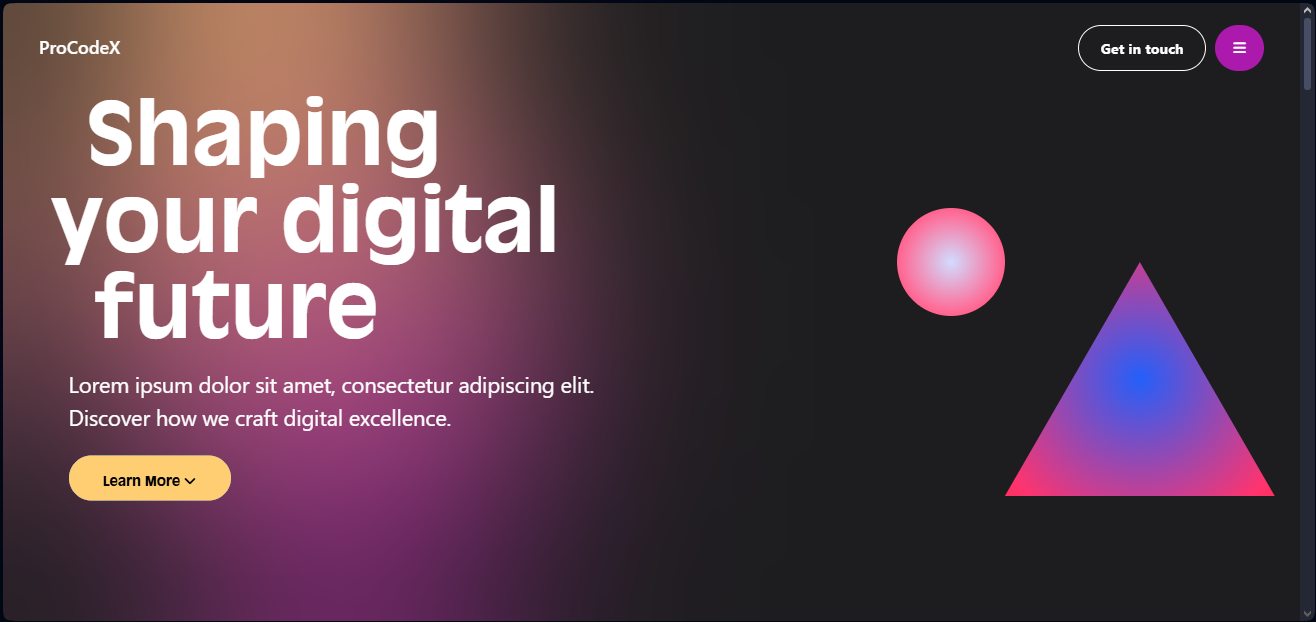 ProCodeX
Get in touch
Shaping
your digital
future
Lorem ipsum dolor sit amet, consectetur adipiscing elit.
Discover how we craft digital excellence.
Learn More